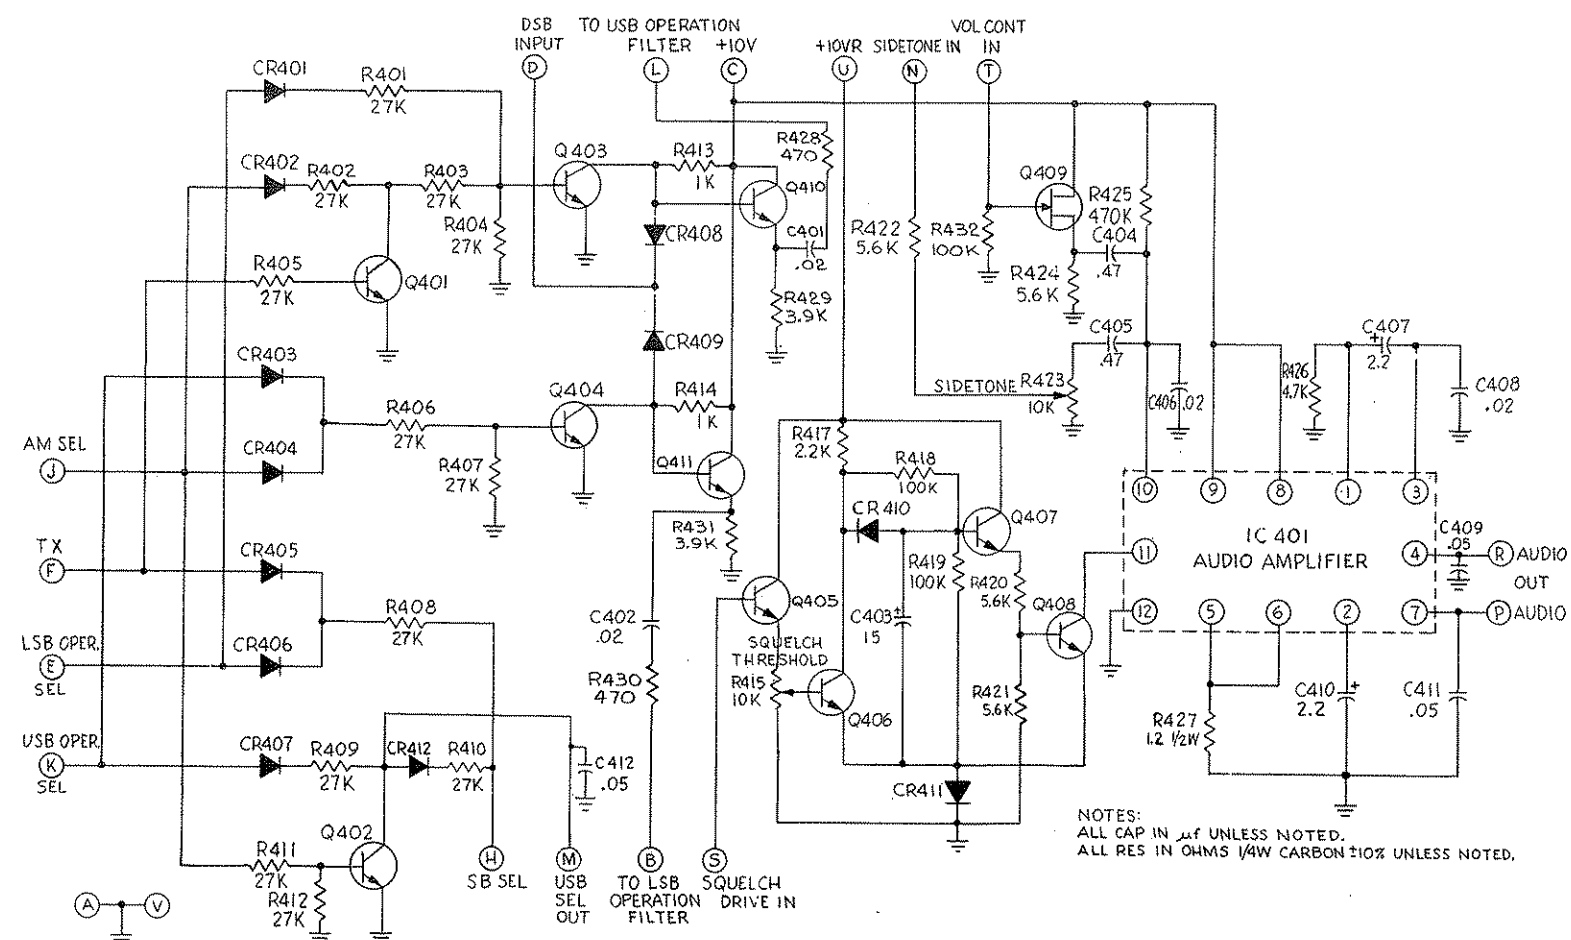 DSB
INPUT
D
TO USB OPERATION
FILTER
L
+10V
C
+10VR
U
SIDETONE IN
N
VOL CONT
IN
T
CR401
R401
27K
CR402
R402
27K
R403
27K
R404
27K
Q403
R413
1K
R428
470
Q410
C401
.02
CR408
R429
3.9K
R405
27K
Q401
R422
5.6K
R432
100K
Q409
R425
470K
C404
.47
R424
5.6K
CR409
C405
.47
SIDETONE
R423
10K
C406
.02
R426
4.7K
C407
+
2.2
C408
.02
CR403
Q404
R414
1K
R406
27K
R407
27K
AM SEL
J
CR404
Q411
R431
3.9K
R417
2.2K
R418
100K
CR410
Q407
R419
100K
R420
5.6K
Q408
10
9
8
1
3
IC 401
AUDIO AMPLIFIER
11
4
C409
.05
R
AUDIO
OUT
12
5
6
2
7
P
AUDIO
TX
F
CR405
R408
27K
Q405
C403
+
15
C402
.02
SQUELCH
THRESHOLD
R415
10K
Q406
R421
5.6K
LSB OPER.
E
SEL
CR406
R430
470
R427
1.2 1/2W
C410
+
2.2
C411
.05
USB OPER.
K
SEL
CR407
R409
27K
CR412
R410
27K
C412
.05
CR411
Q402
R411
27K
R412
27K
H
SB SEL
M
USB
SEL
OUT
B
TO LSB
OPERATION
FILTER
S
SQUELCH
DRIVE IN
NOTES:
ALL CAP IN μf UNLESS NOTED.
ALL RES IN OHMS 1/4W CARBON ±10% UNLESS NOTED,
A
V